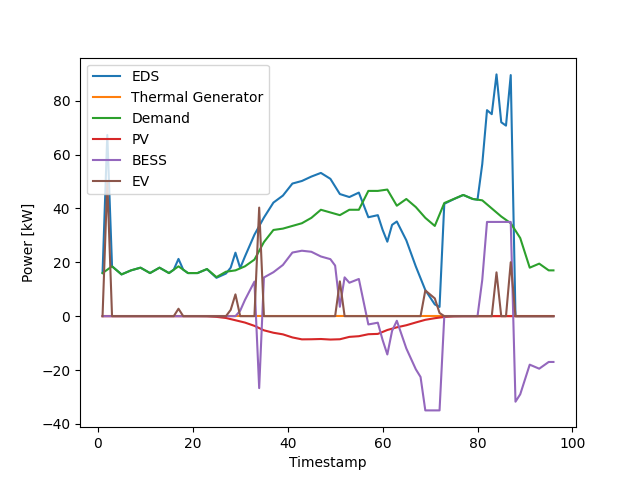 EDS
Thermal Generator
Demand
PV
BESS
EV
Power [kW]
80
60
40
20
0
−20
−40
0 20 40 60 80 100
Timestamp